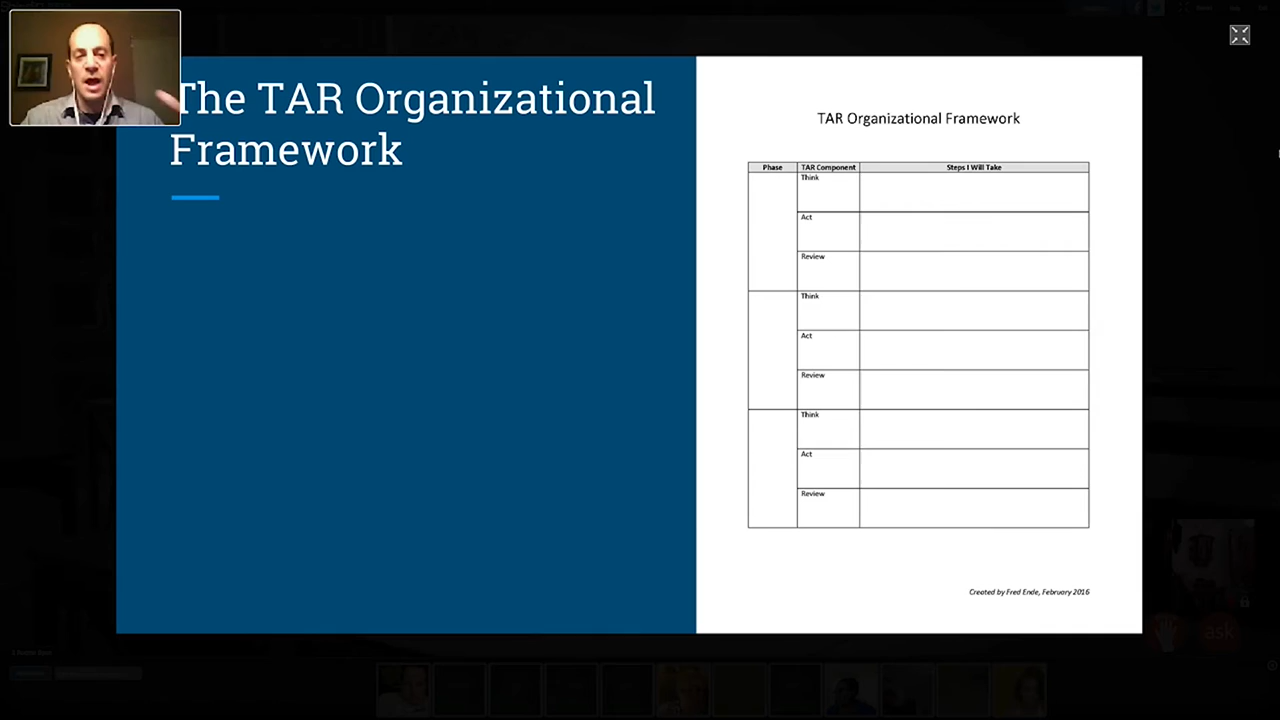 The TAR Organizational
Framework
TAR Organizational Framework
Phase TAR Component Steps I Will Take
Think
Act
Review
Think
Act
Review
Think
Act
Review
Created by Fred Ende, February 2016
ask